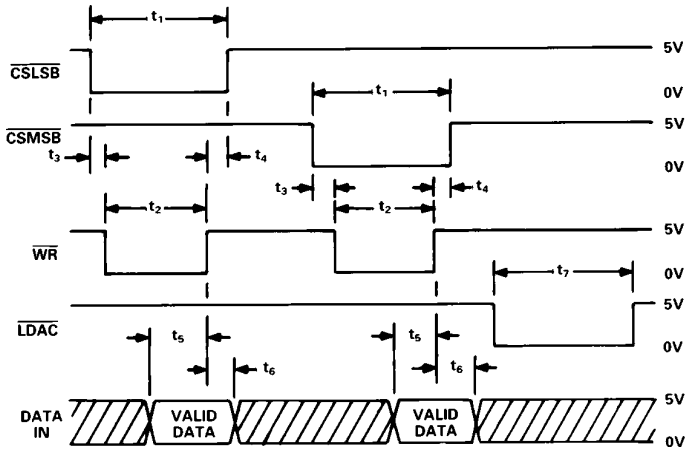 t1
5V
CSLSB
0V
t1
CSMSB
5V
t3
t4
0V
t3
t4
t2
t2
5V
WR
t7
0V
5V
LDAC
t5
t5
0V
t6
t6
5V
DATA
IN
VALID
DATA
VALID
DATA
0V